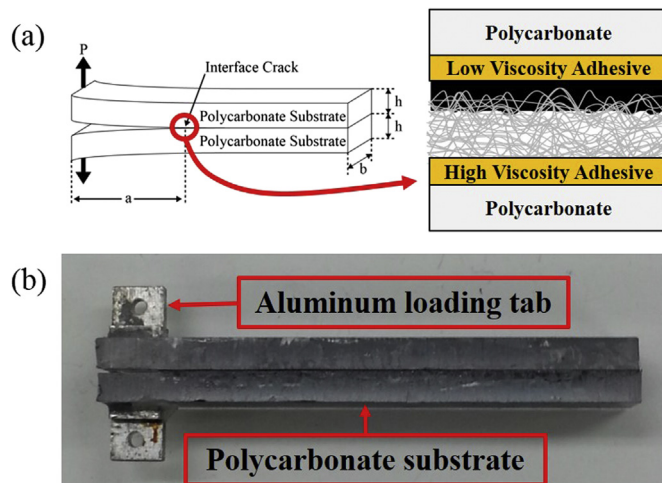 (a)
P
Interface Crack
Polycarbonate Substrate
Polycarbonate Substrate
h
h
b
a
Polycarbonate
Low Viscosity Adhesive
High Viscosity Adhesive
Polycarbonate
(b)
Aluminum loading tab
Polycarbonate substrate